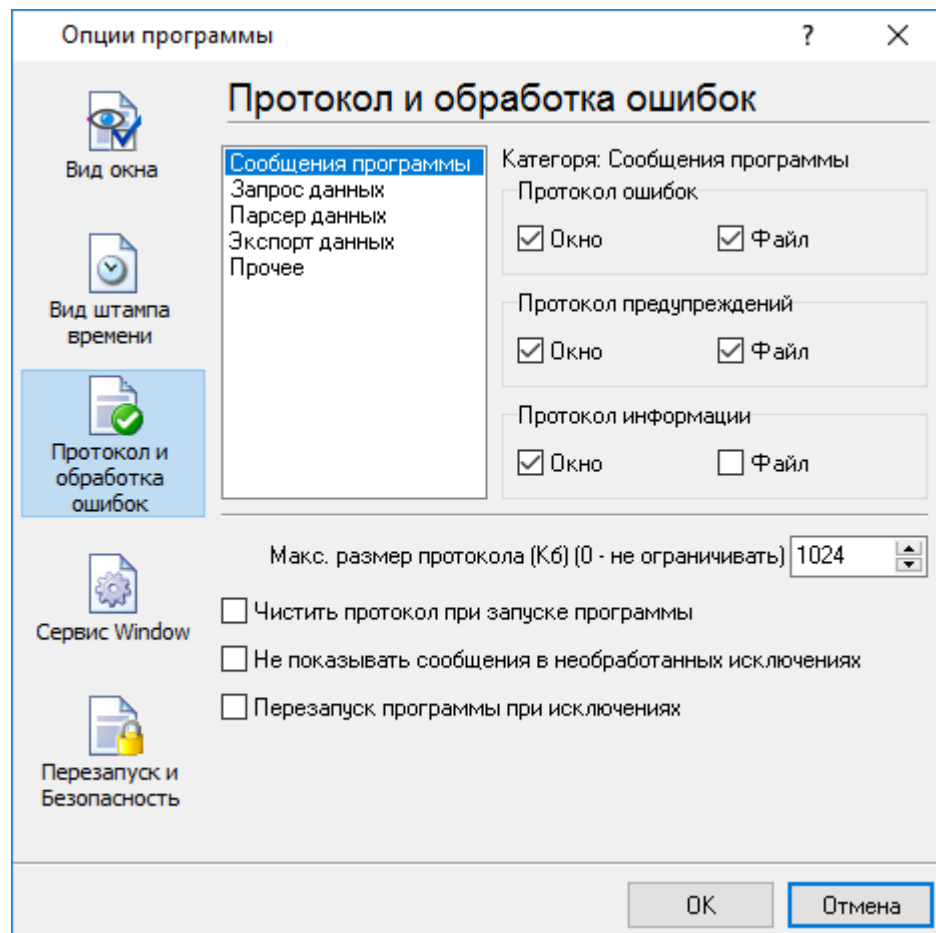 Опции программы
?
Вид окна
Вид штампа
времени
Протокол и
обработка
ошибок
Сервис Window
Перезапуск и
Безопасность
Протокол и обработка ошибок
Сообщения программы
Запрос данных
Парсер данных
Экспорт данных
Прочее
Категоря: Сообщения программы
Протокол ошибок
Окно Файл
Протокол предупреждений
Окно Файл
Протокол информации
Окно Файл
Макс. размер протокола (Кб) (0 - не ограничивать) 1024
Чистить протокол при запуске программы
Не показывать сообщения в необработанных исключениях
Перезапуск программы при исключениях
OK Отмена